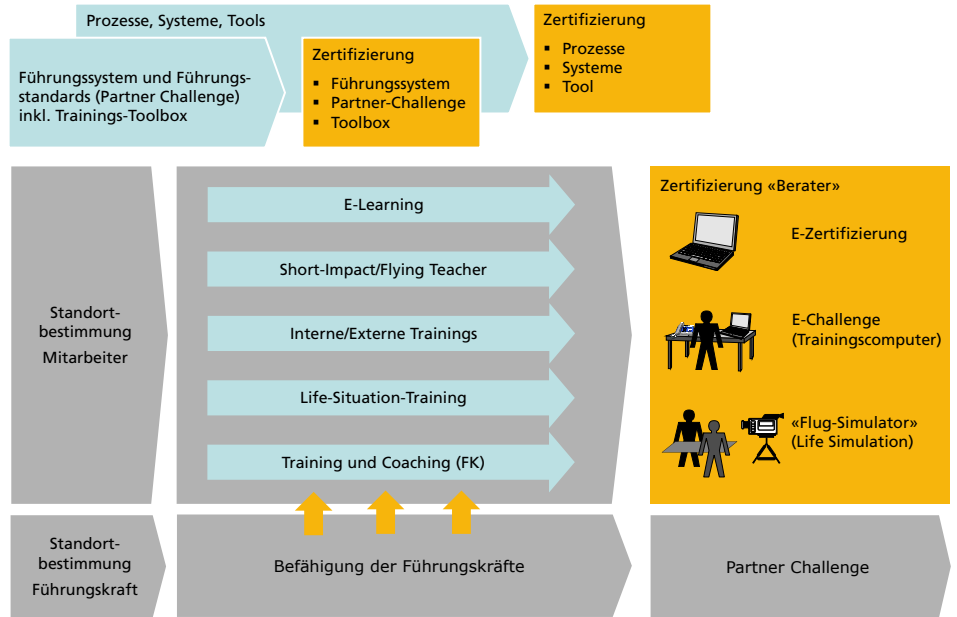 Prozesse, Systeme, Tools
Führungssystem und Führungs-
standards (Partner Challenge)
inkl. Trainings-Toolbox
Zertifizierung
▪ Führungssystem
▪ Partner-Challenge
▪ Toolbox
Zertifizierung
▪ Prozesse
▪ Systeme
▪ Tool
Standort-
bestimmung
Mitarbeiter
E-Learning
Short-Impact/Flying Teacher
Interne/Externe Trainings
Life-Situation-Training
Training und Coaching (FK)
Zertifizierung «Berater»
E-Zertifizierung
E-Challenge
(Trainingscomputer)
«Flug-Simulator»
(Life Simulation)
Standort-
bestimmung
Führungskraft
Befähigung der Führungskräfte
Partner Challenge